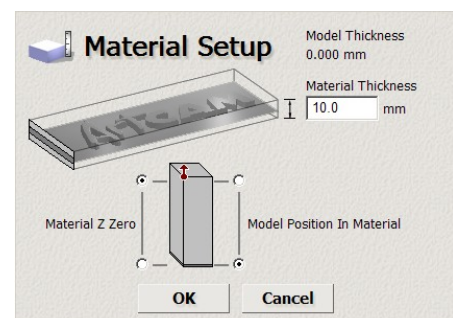 Material Setup
Model Thickness
0.000 mm
Material Thickness
10.0 mm
ArtCAM
Material Z Zero
Model Position In Material
OK Cancel